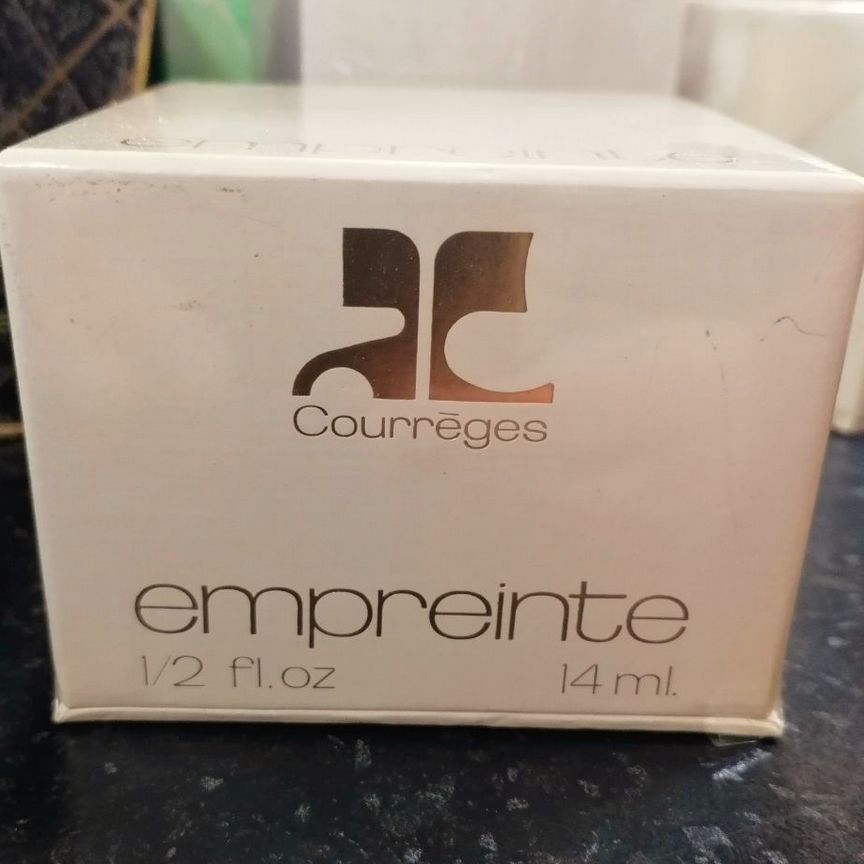 Courrēges
empreinte
1/2 fl.oz 14 ml.